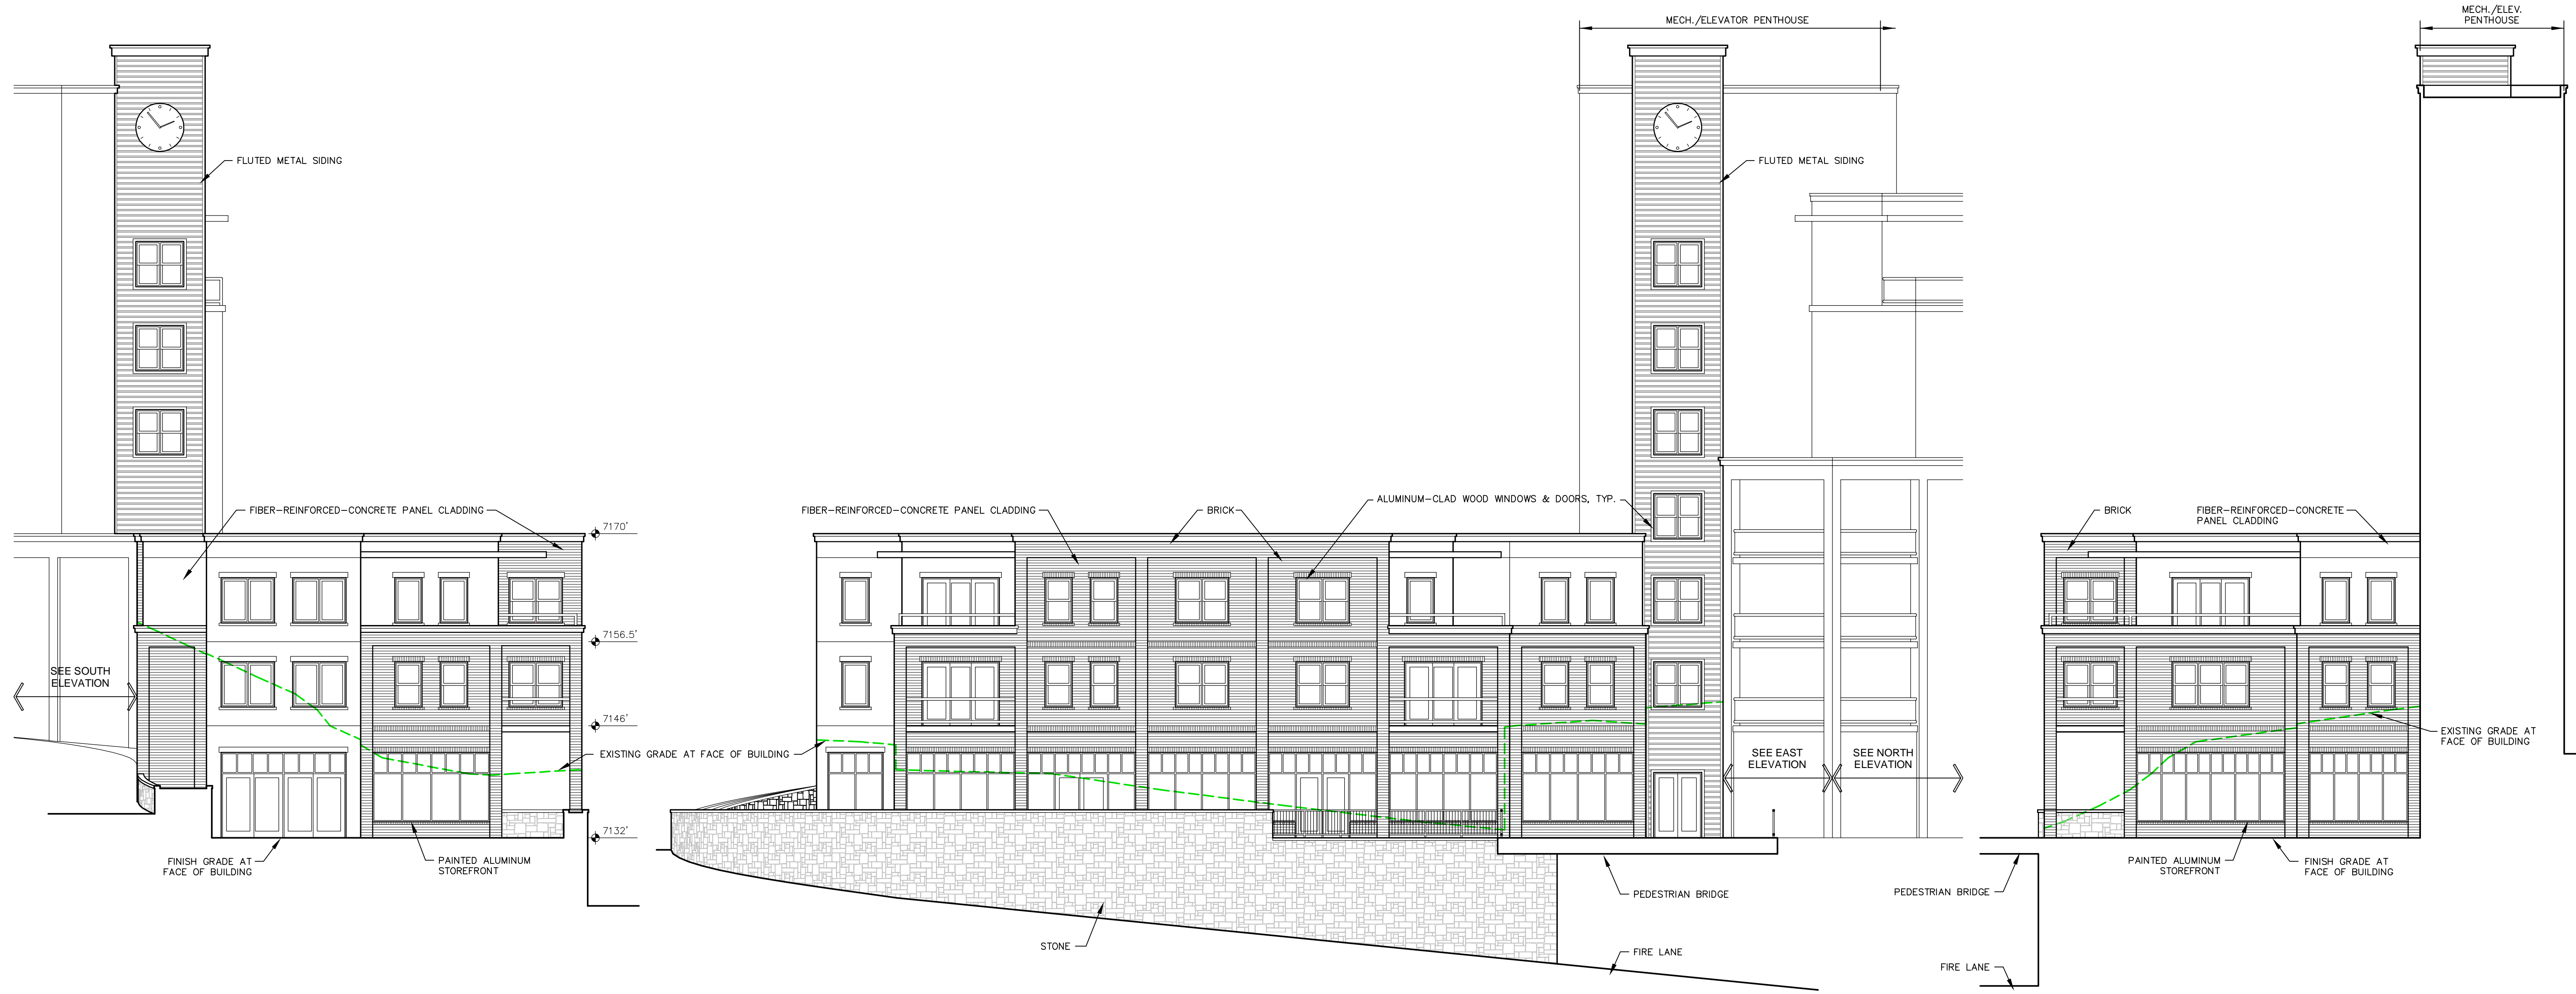 MECH./ELEVATOR PENTHOUSE
MECH./ELEV.
PENTHOUSE
FLUTED METAL SIDING
FLUTED METAL SIDING
FIBER-REINFORCED-CONCRETE PANEL CLADDING
7170'
FIBER-REINFORCED-CONCRETE PANEL CLADDING
BRICK
ALUMINUM-CLAD WOOD WINDOWS & DOORS, TYP.
BRICK
FIBER-REINFORCED-CONCRETE
PANEL CLADDING
7156.5'
SEE SOUTH
ELEVATION
7146'
EXISTING GRADE AT FACE OF BUILDING
SEE EAST
ELEVATION
SEE NORTH
ELEVATION
EXISTING GRADE AT
FACE OF BUILDING
7132'
FINISH GRADE AT
FACE OF BUILDING
PAINTED ALUMINUM
STOREFRONT
PEDESTRIAN BRIDGE
STONE
FIRE LANE
PAINTED ALUMINUM
STOREFRONT
FINISH GRADE AT
FACE OF BUILDING
PEDESTRIAN BRIDGE
FIRE LANE